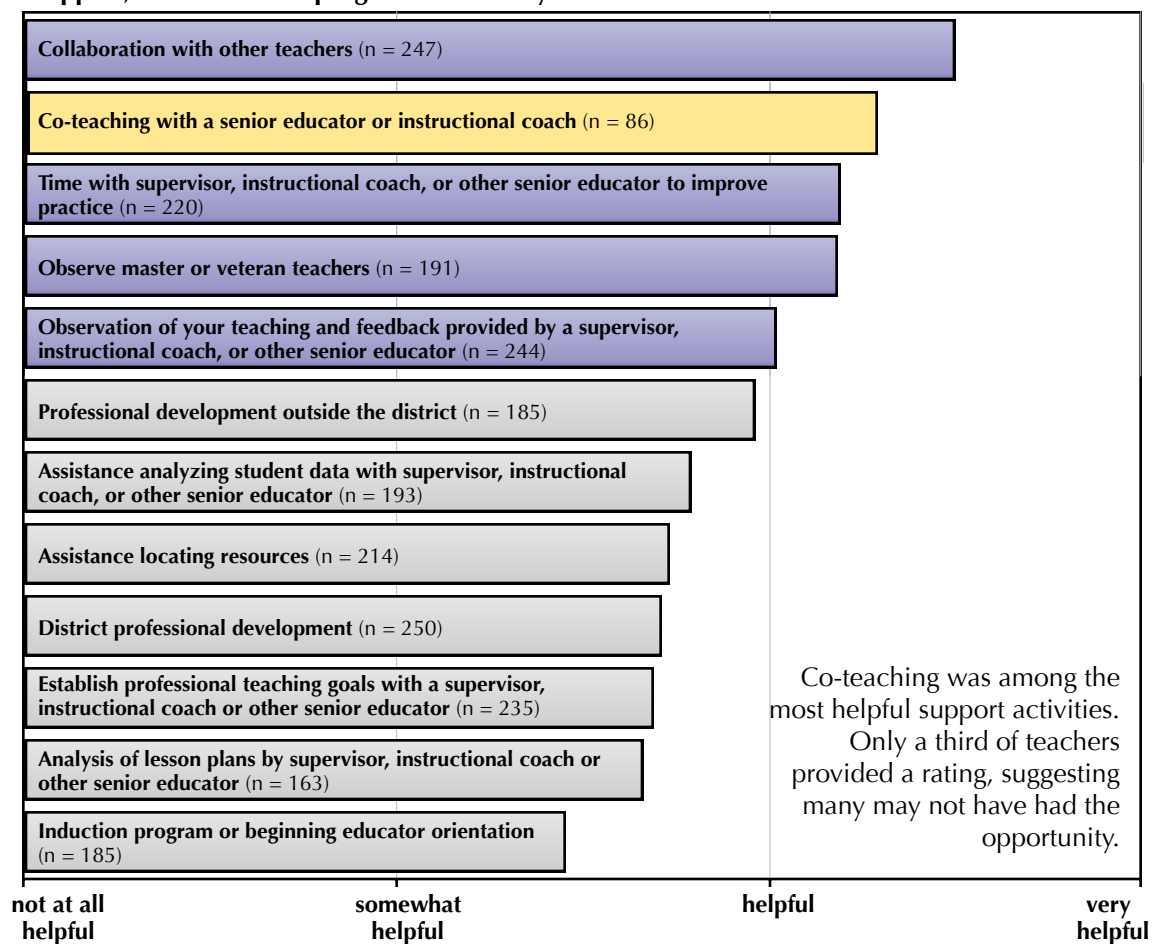 Collaboration with other teachers (n = 247)
Co-teaching with a senior educator or instructional coach (n = 86)
Time with supervisor, instructional coach, or other senior educator to improve
practice (n = 220)
Observe master or veteran teachers (n = 191)
Observation of your teaching and feedback provided by a supervisor,
instructional coach, or other senior educator (n = 244)
Professional development outside the district (n = 185)
Assistance analyzing student data with supervisor, instructional
coach, or other senior educator (n = 193)
Assistance locating resources (n = 214)
District professional development (n = 250)
Establish professional teaching goals with a supervisor,
instructional coach or other senior educator (n = 235)
Analysis of lesson plans by supervisor, instructional coach or
other senior educator (n = 163)
Induction program or beginning educator orientation
(n = 185)
Co-teaching was among the
most helpful support activities.
Only a third of teachers
provided a rating, suggesting
many may not have had the
opportunity.
not at all
helpful
somewhat
helpful
helpful
very
helpful